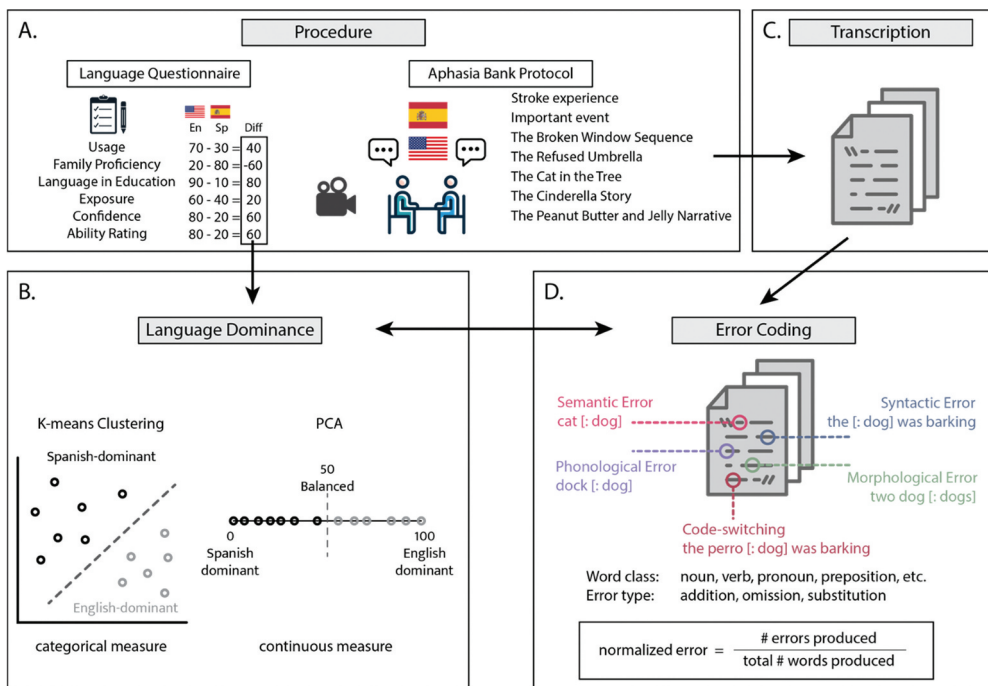 A.
Procedure
Language Questionnaire
En Sp Diff
Usage 70 - 30 = 40
Family Proficiency 20 - 80 = -60
Language in Education 90 - 10 = 80
Exposure 60 - 40 = 20
Confidence 80 - 20 = 60
Ability Rating 80 - 20 = 60
Aphasia Bank Protocol
Stroke experience
Important event
The Broken Window Sequence
The Refused Umbrella
The Cat in the Tree
The Cinderella Story
The Peanut Butter and Jelly Narrative
C.
Transcription
B.
Language Dominance
K-means Clustering
Spanish-dominant
English-dominant
categorical measure
PCA
50
Balanced
0
100
Spanish
dominant
English
dominant
continuous measure
D.
Error Coding
Semantic Error
cat [: dog]
Syntactic Error
the [: dog] was barking
Phonological Error
dock [: dog]
Morphological Error
two dog [: dogs]
Code-switching
the perro [: dog] was barking
Word class: noun, verb, pronoun, preposition, etc.
Error type: addition, omission, substitution
normalized error = # errors produced
total # words produced